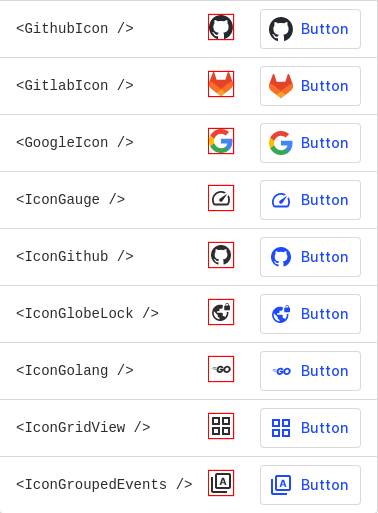 <GithubIcon /> Button
<GitlabIcon /> Button
<GoogleIcon /> Button
<IconGauge /> Button
<IconGithub /> Button
<IconGlobeLock /> Button
<IconGolang /> GO GO Button
<IconGridView /> Button
<IconGroupedEvents /> A A Button